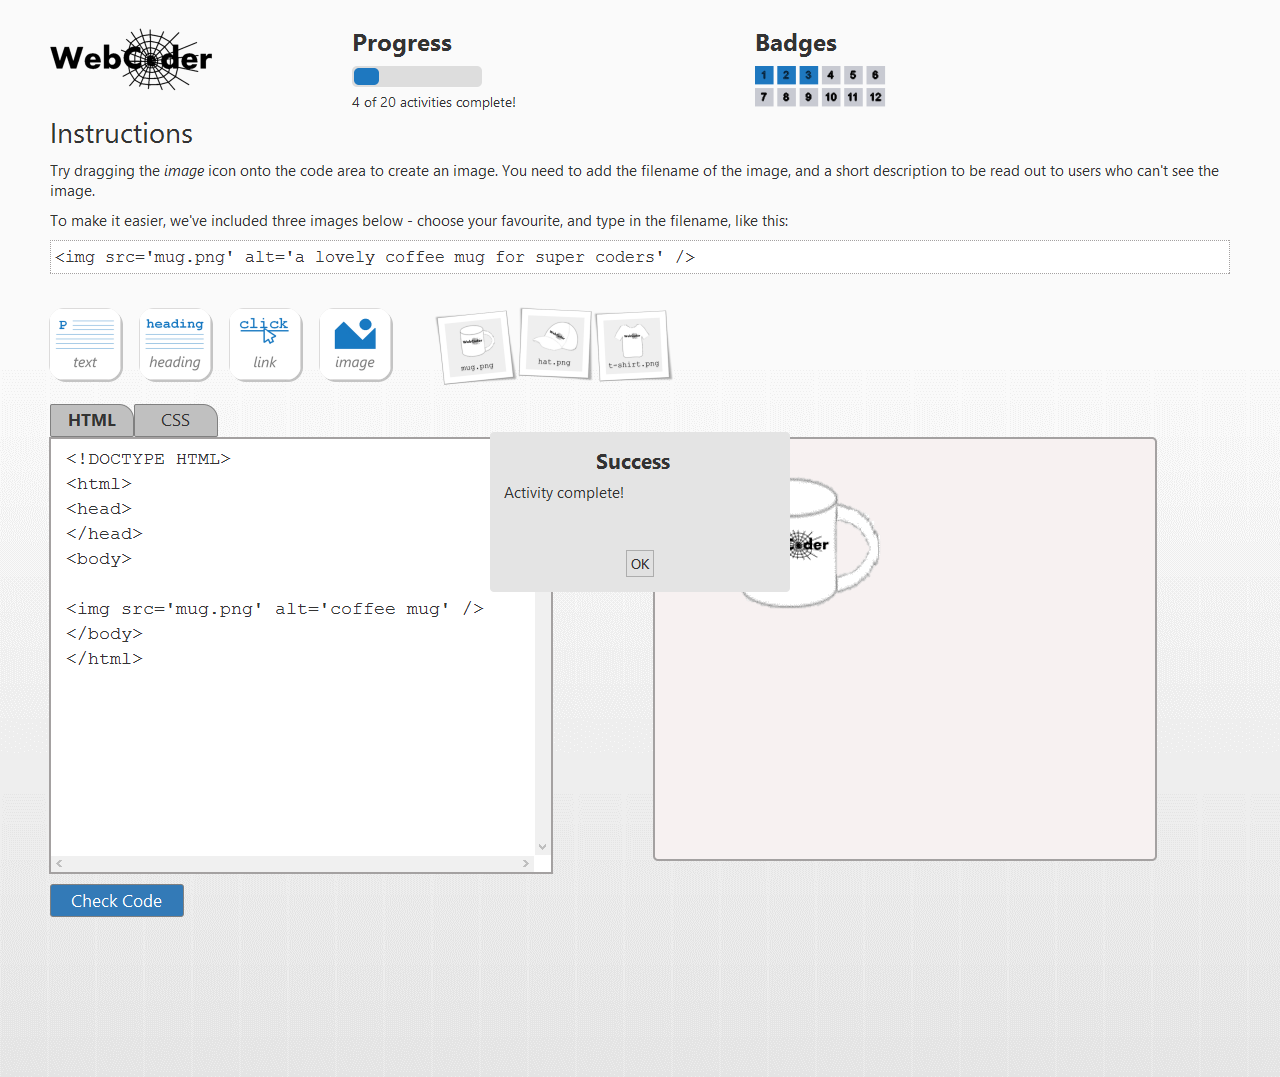 WebCoder
Progress
4 of 20 activities complete!
Badges
1 2 3 4 5 6
7 8 9 10 11 12
Instructions
Try dragging the image icon onto the code area to create an image. You need to add the filename of the image, and a short description to be read out to users who can't see the
image.
To make it easier, we've included three images below - choose your favourite, and type in the filename, like this:
<img src='mug.png' alt='a lovely coffee mug for super coders' />
P
text
heading
heading
click
link
image
mug.png
hat.png
t-shirt.png
HTML
CSS
<!DOCTYPE HTML>
<html>
<head>
</head>
<body>
<img src='mug.png' alt='coffee mug' />
</body>
</html>
Success
Activity complete!
OK
der
Check Code